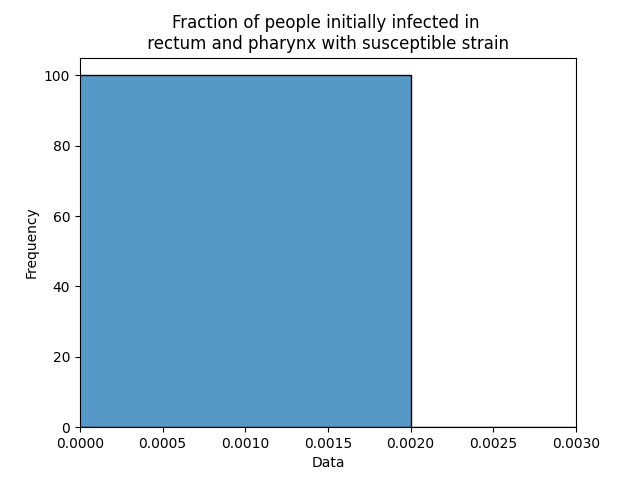 Fraction of people initially infected in
rectum and pharynx with susceptible strain
100
80
60
40
20
0
Frequency
0.0000 0.0005 0.0010 0.0015 0.0020 0.0025 0.0030
Data